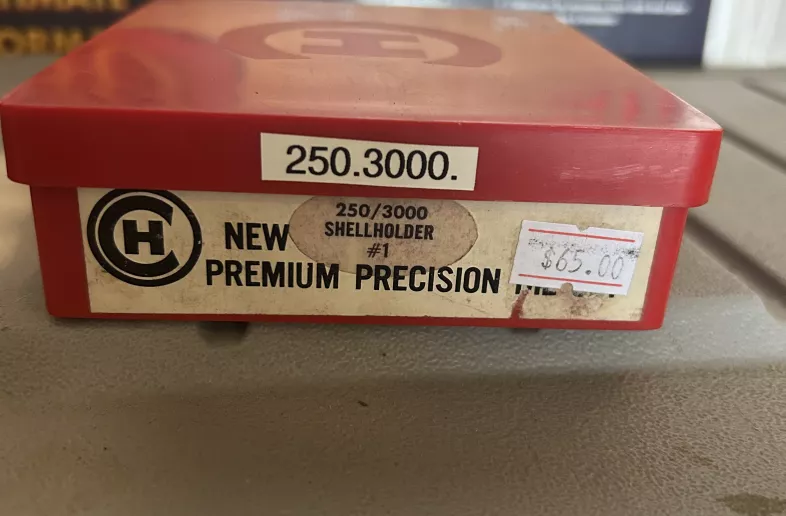 250.3000.
CH
250/3000
SHELLHOLDER
#1
NEW
PREMIUM PRECISION
$65.00